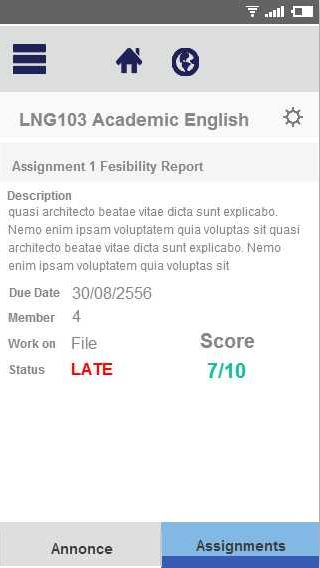 LNG103 Academic English
Assignment 1 Fesibility Report
Description
quasi architecto beatae vitae dicta sunt explicabo.
Nemo enim ipsam voluptatem quia voluptas sit quasi
architecto beatae vitae dicta sunt explicabo. Nemo
enim ipsam voluptatem quia voluptas sit
Due Date 30/08/2556
Member 4
Work on File
Score
Status LATE
7/10
Annonce
Assignments